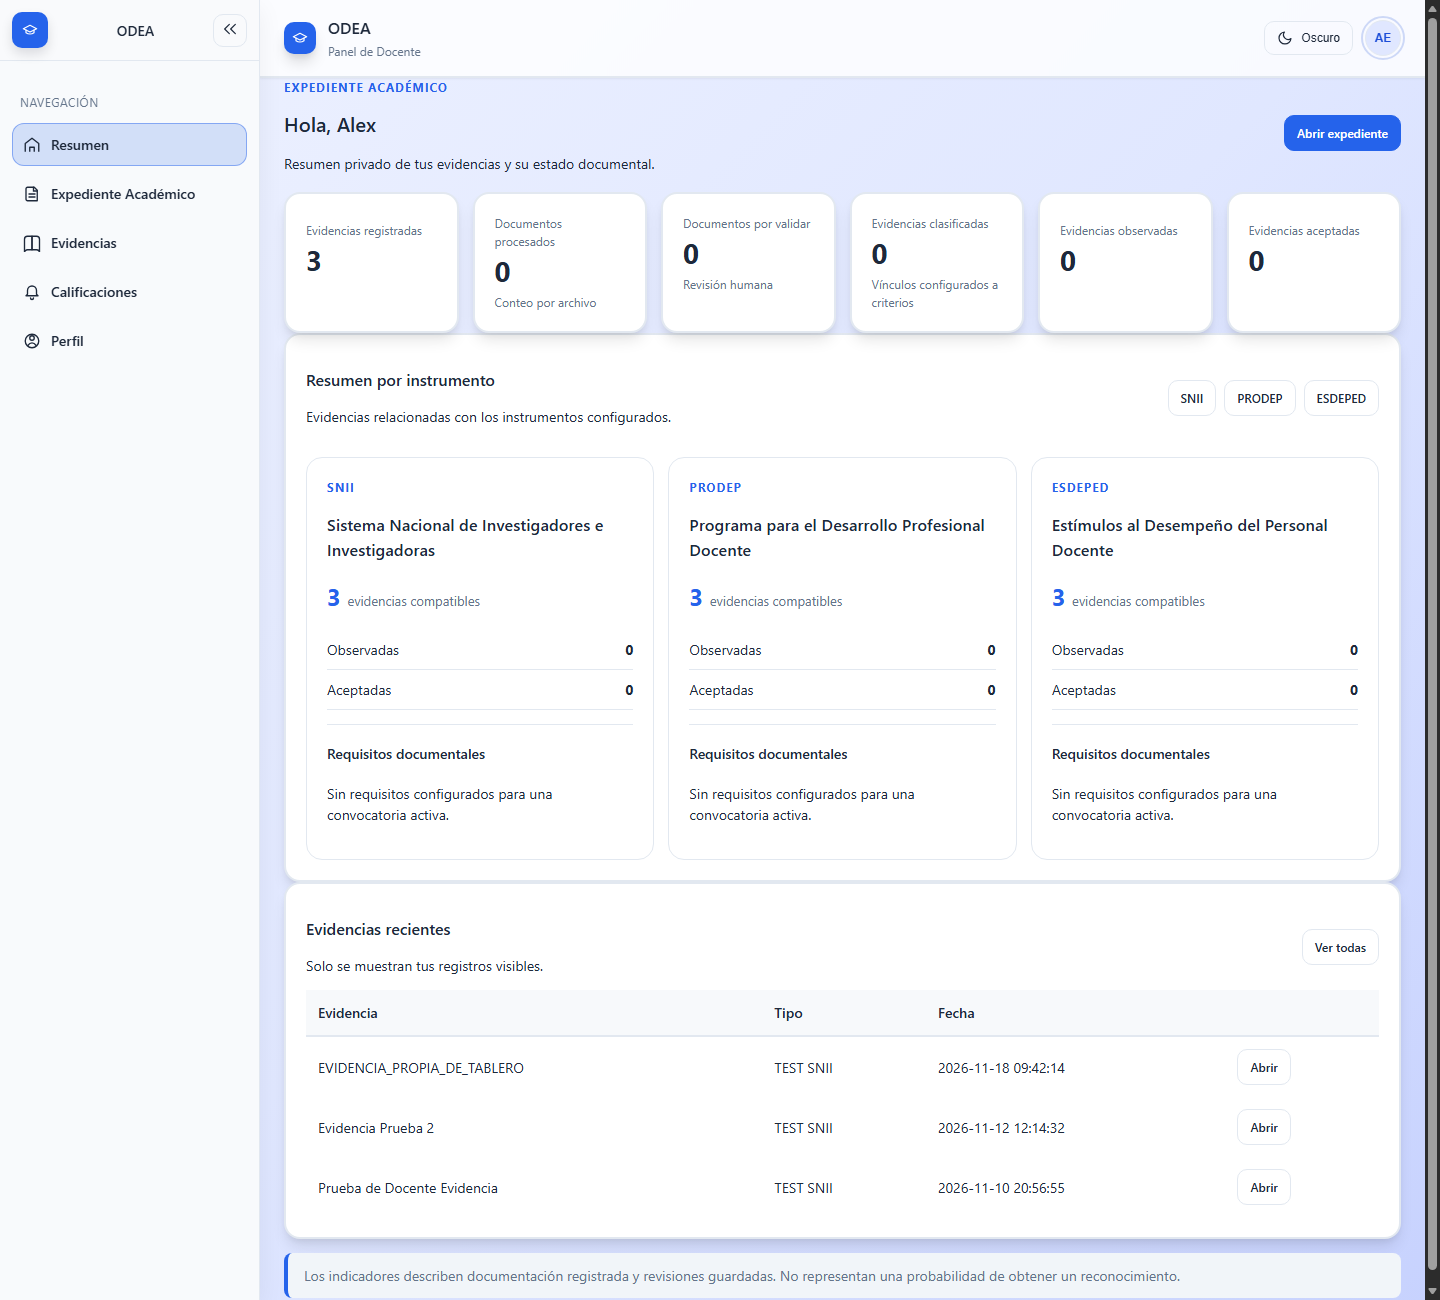 ODEA
NAVEGACIÓN
Resumen
Expediente Académico
Evidencias
Calificaciones
Perfil
ODEA
Panel de Docente
Oscuro
AE
EXPEDIENTE ACADÉMICO
Hola, Alex
Resumen privado de tus evidencias y su estado documental.
Abrir expediente
Evidencias registradas
3
Documentos
procesados
0
Conteo por archivo
Documentos por validar
0
Revisión humana
Evidencias clasificadas
0
Vínculos configurados a
criterios
Evidencias observadas
0
Evidencias aceptadas
0
Resumen por instrumento
Evidencias relacionadas con los instrumentos configurados.
SNII
PRODEP
ESDEPED
SNII
Sistema Nacional de Investigadores e
Investigadoras
3 evidencias compatibles
Observadas 0
Aceptadas 0
Requisitos documentales
Sin requisitos configurados para una
convocatoria activa.
PRODEP
Programa para el Desarrollo Profesional
Docente
3 evidencias compatibles
Observadas 0
Aceptadas 0
Requisitos documentales
Sin requisitos configurados para una
convocatoria activa.
ESDEPED
Estímulos al Desempeño del Personal
Docente
3 evidencias compatibles
Observadas 0
Aceptadas 0
Requisitos documentales
Sin requisitos configurados para una
convocatoria activa.
Evidencias recientes
Solo se muestran tus registros visibles.
Ver todas
Evidencia Tipo Fecha
EVIDENCIA_PROPIA_DE_TABLERO TEST SNII 2026-11-18 09:42:14 Abrir
Evidencia Prueba 2 TEST SNII 2026-11-12 12:14:32 Abrir
Prueba de Docente Evidencia TEST SNII 2026-11-10 20:56:55 Abrir
Los indicadores describen documentación registrada y revisiones guardadas. No representan una probabilidad de obtener un reconocimiento.